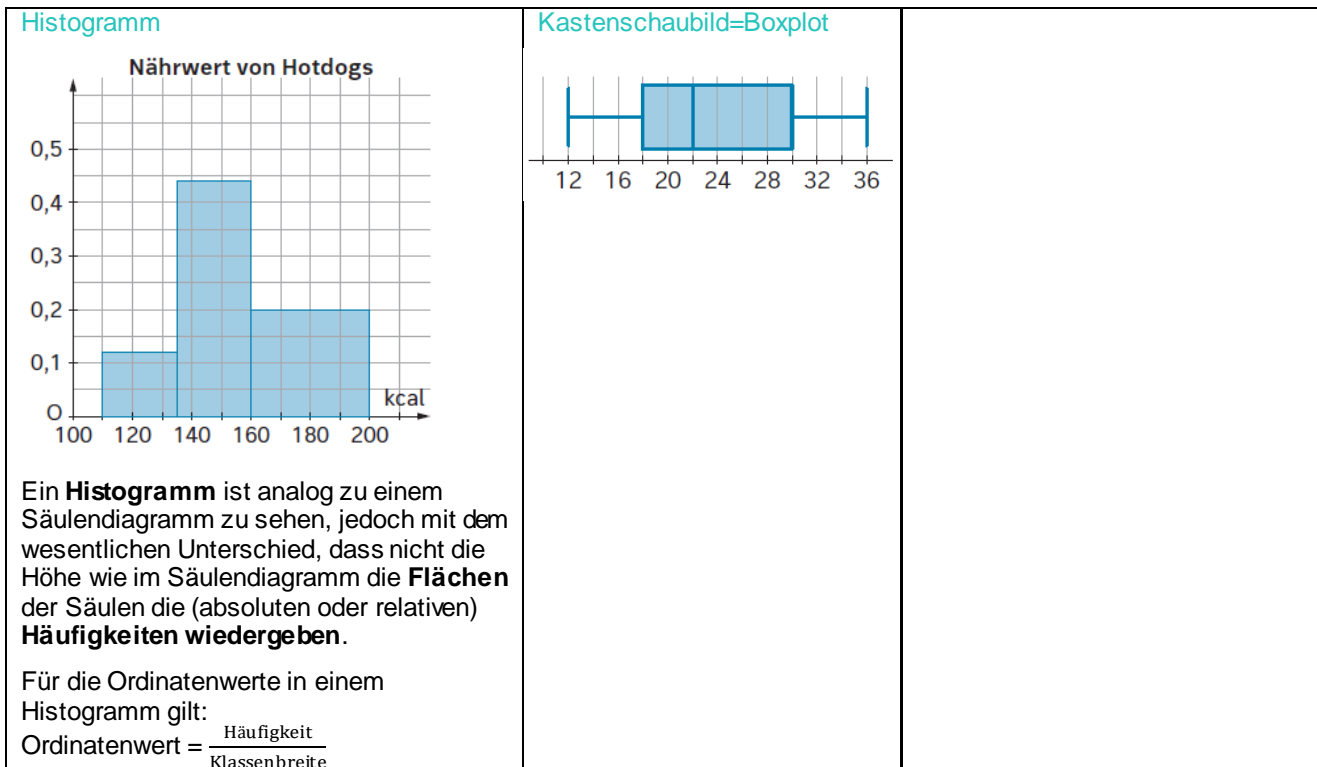 Histogramm
Nährwert von Hotdogs
0,5
0,4
0,3
0,2
0,1
O
kcal
100 120 140 160 180 200
Ein Histogramm ist analog zu einem
Säulendiagramm zu sehen, jedoch mit dem
wesentlichen Unterschied, dass nicht die
Höhe wie im Säulendiagramm die Flächen
der Säulen die (absoluten oder relativen)
Häufigkeiten wiedergeben.
Für die Ordinatenwerte in einem
Histogramm gilt:
Ordinatenwert = Häufigkeit
Klassenbreite
Kastenschaubild=Boxplot
12 16 20 24 28 32 36